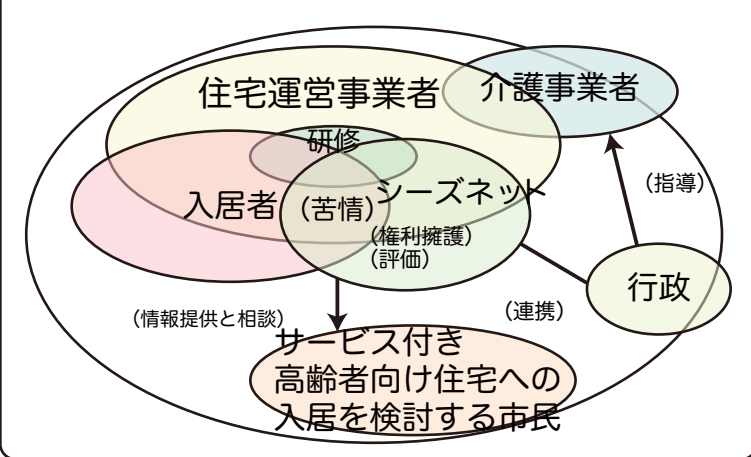 住宅運営事業者
介護事業者
研修
(指導)
入居者
(苦情)
シーズネット
(権利擁護)
(評価)
行政
(情報提供と相談)
(連携)
サービス付き
高齢者向け住宅への
入居を検討する市民